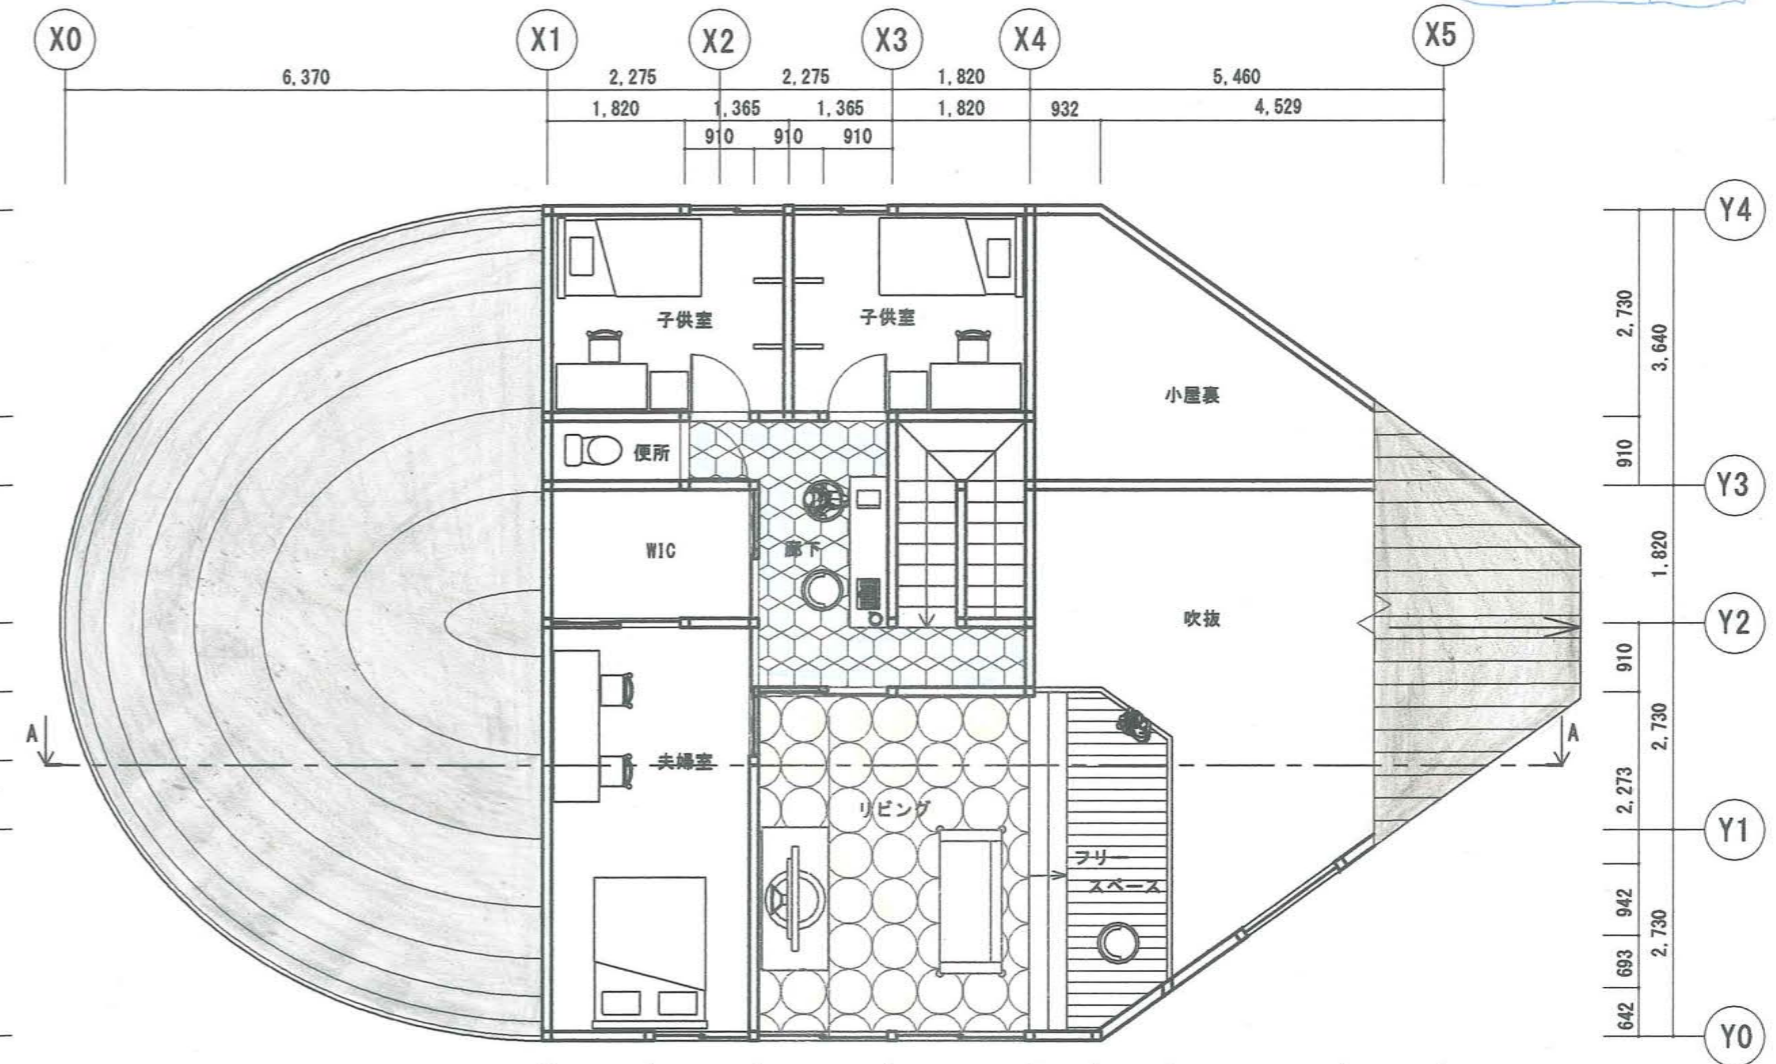 X0 X1 X2 X3 X4 X5
6,370 2,275 2,275 1,820 5,460
1,820 1,365 1,365 1,820 932 4,529
910 910 910
Y4
2,730
3,640
子供室 子供室
小屋裏
便所
910
Y3
WIC
廊下
1,820
吹抜
Y2
910
A A
夫婦室
2,730
2,273
リビング
Y1
フリー
スペース
942
2,730
693
642
Y0